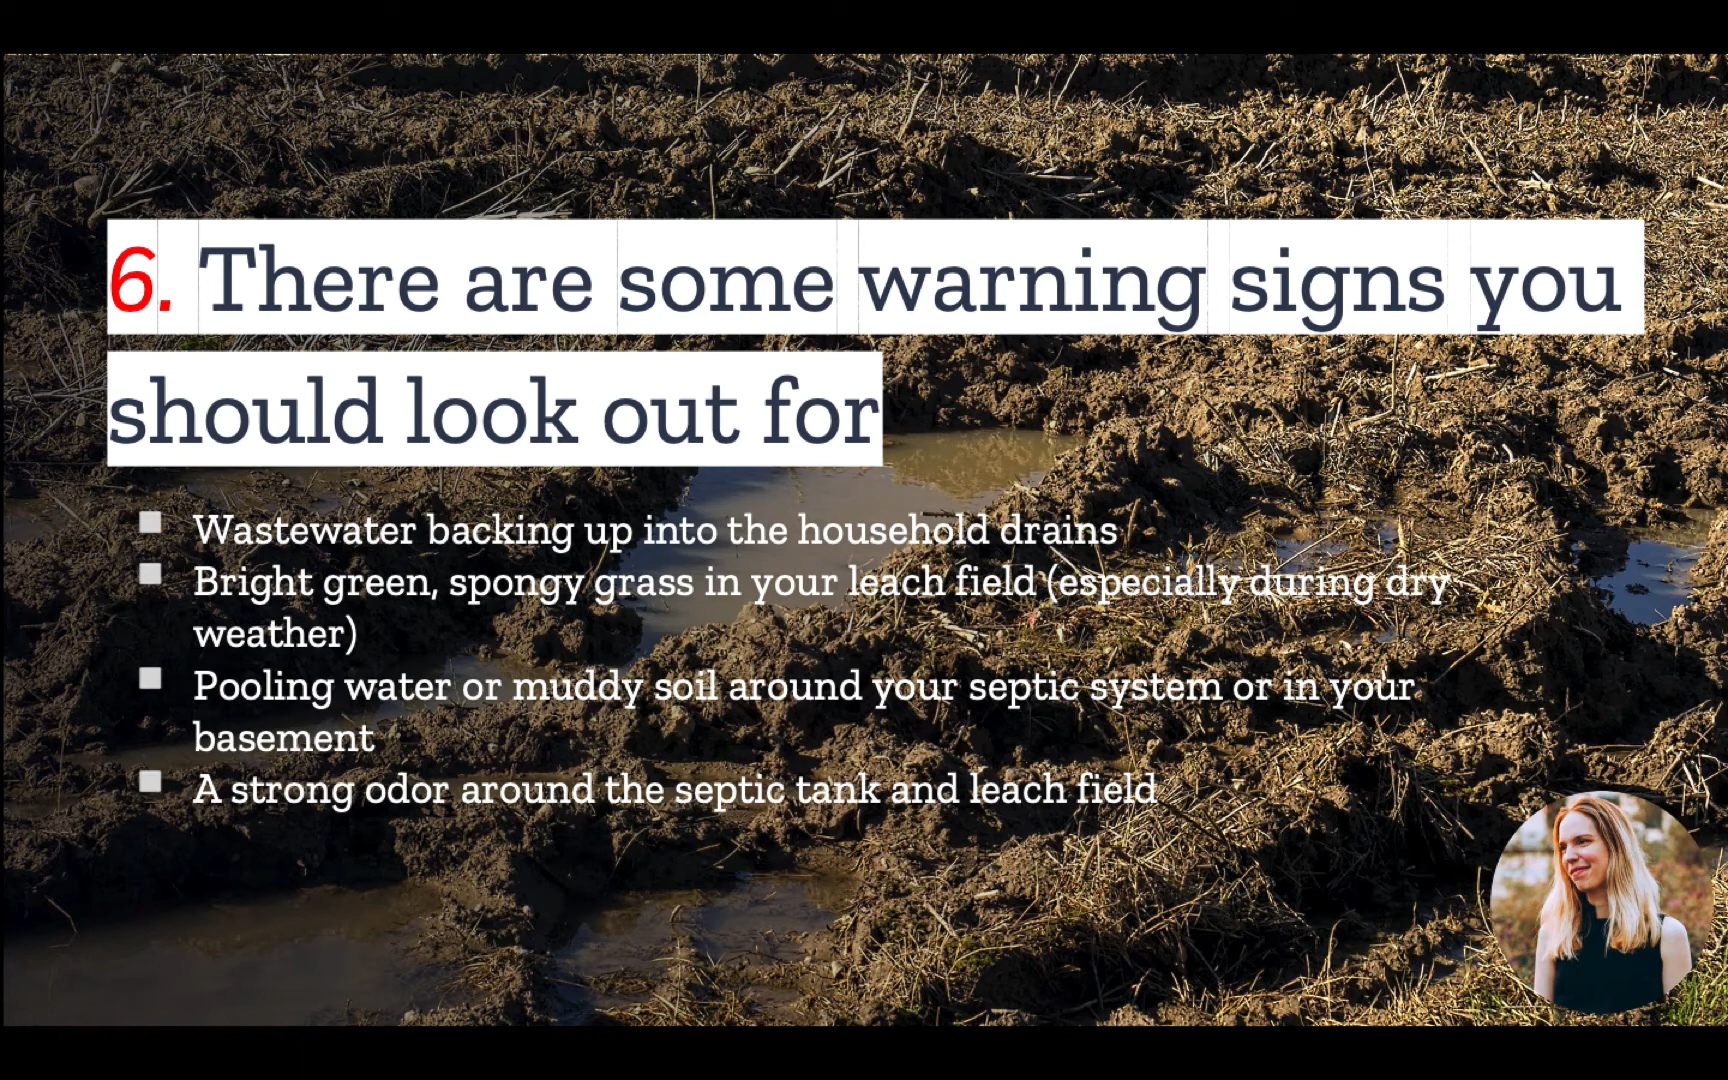 6. There are some warning signs you
should look out for
Wastewater backing up into the household drains
Bright green, spongy grass in your leach field (especially during dry
weather)
Pooling water or muddy soil around your septic system or in your
basement
A strong odor around the septic tank and leach field